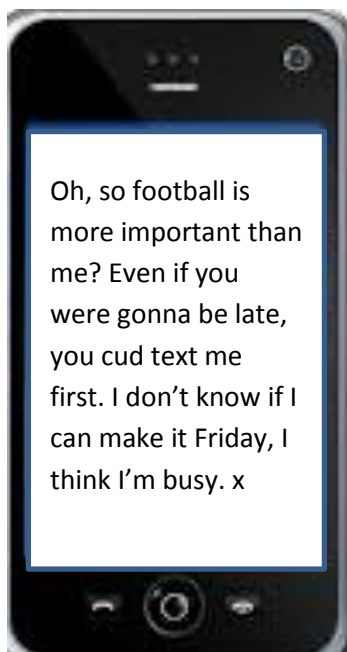 Oh, so football is
more important than
me? Even if you
were gonna be late,
you cud text me
first. I don’t know if I
can make it Friday, I
think I’m busy. x